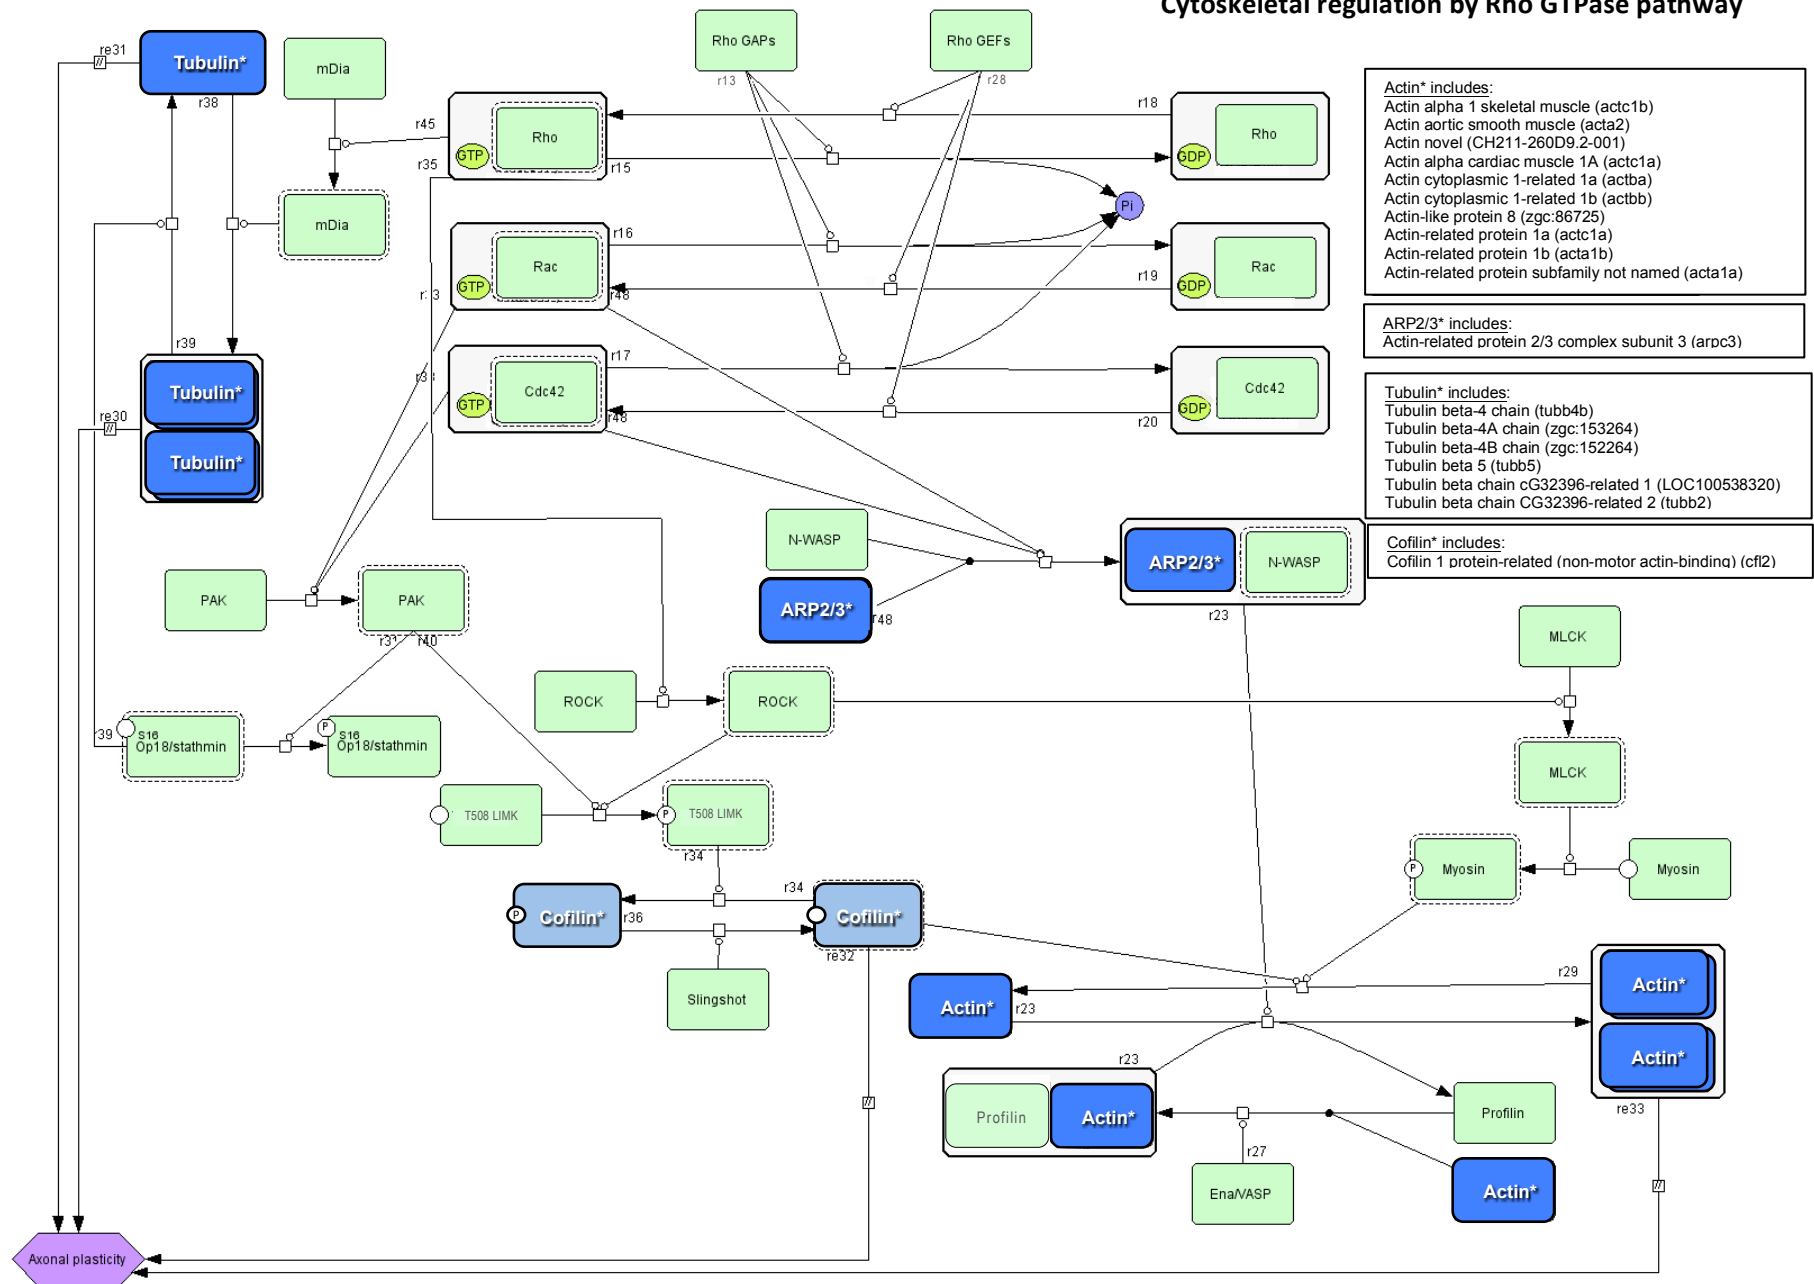 Cytoskeletal regulation by Rho GTPase pathway
re31
Tubulin*
r38
mDia
Rho GAPs
r13
Rho GEFs
r28
r45
Rho
GTP
r35
r15
r18
Rho
GDP
Pi
mDia
r16
Rac
GTP
r48
r19
Rac
GDP
r39
Tubulin*
Tubulin*
re30
r17
Cdc42
GTP
r48
r20
Cdc42
GDP
Actin* includes:
Actin alpha 1 skeletal muscle (actc1b)
Actin aortic smooth muscle (acta2)
Actin novel (CH211-260D9.2-001)
Actin alpha cardiac muscle 1A (actc1a)
Actin cytoplasmic 1-related 1a (actba)
Actin cytoplasmic 1-related 1b (actbb)
Actin-like protein 8 (zgc:86725)
Actin-related protein 1a (actc1a)
Actin-related protein 1b (acta1b)
Actin-related protein subfamily not named (acta1a)
ARP2/3* includes:
Actin-related protein 2/3 complex subunit 3 (arpc3)
Tubulin* includes:
Tubulin beta-4 chain (tubb4b)
Tubulin beta-4A chain (zgc:153264)
Tubulin beta-4B chain (zgc:152264)
Tubulin beta 5 (tubb5)
Tubulin beta chain cG32396-related 1 (LOC100538320)
Tubulin beta chain CG32396-related 2 (tubb2)
Cofilin* includes:
Cofilin 1 protein-related (non-motor actin-binding) (cfl2)
N-WASP
ARP2/3*
r48
ARP2/3*
N-WASP
r23
PAK
PAK
r31
r40
MLCK
ROCK
ROCK
r39
S16
Op18/stathmin
P
S16
Op18/stathmin
MLCK
T508 LIMK
P
T508 LIMK
r34
P
Myosin
Myosin
P
Cofilin*
r36
r34
Cofilin*
re32
Slingshot
Actin*
r23
r29
Actin*
Actin*
re33
r23
Profilin
Actin*
Profilin
r27
Ena/VASP
Actin*
Axonal plasticity